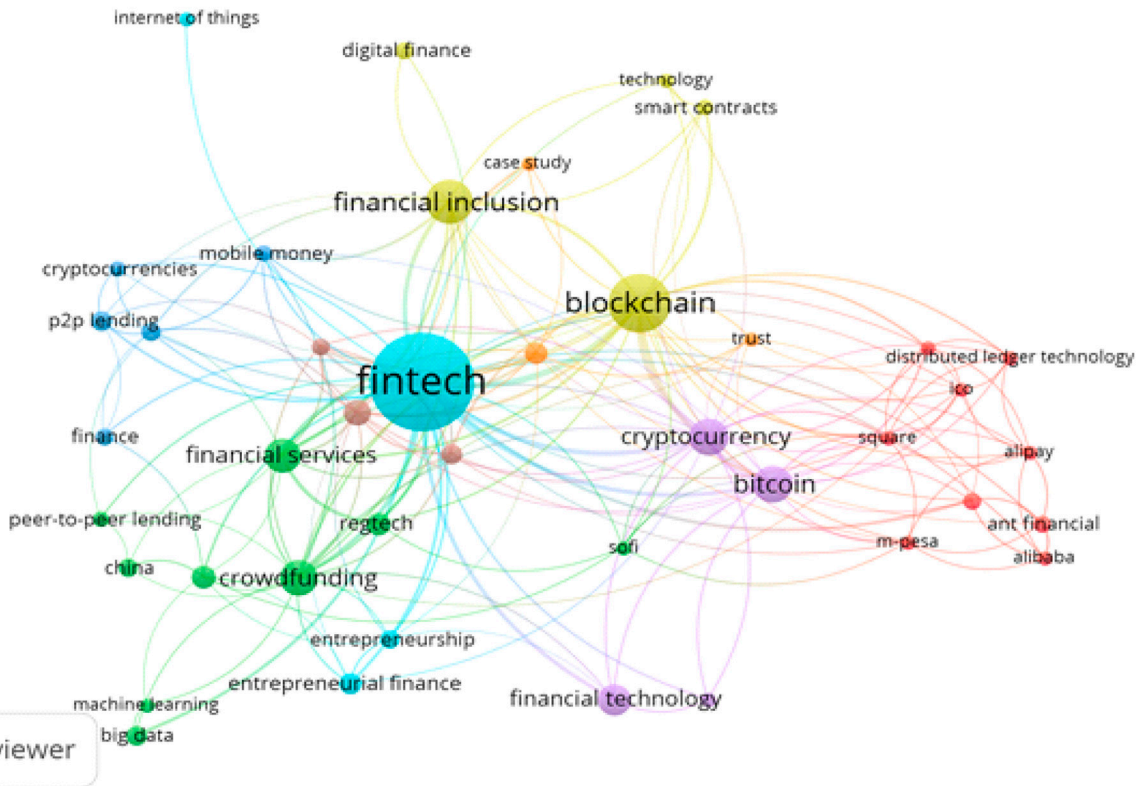 internet of things
digital finance
technology
smart contracts
case study
financial inclusion
mobile money
cryptocurrencies
blockchain
p2p lending
trust
distributed ledger technology
fintech
ico
finance
cryptocurrency
square
financial services
alipay
bitcoin
peer-to-peer lending
regtech
ant financial
sofi
m-pesa
alibaba
china
crowdfunding
entrepreneurship
entrepreneurial finance
financial technology
machine learning
big data
viewer